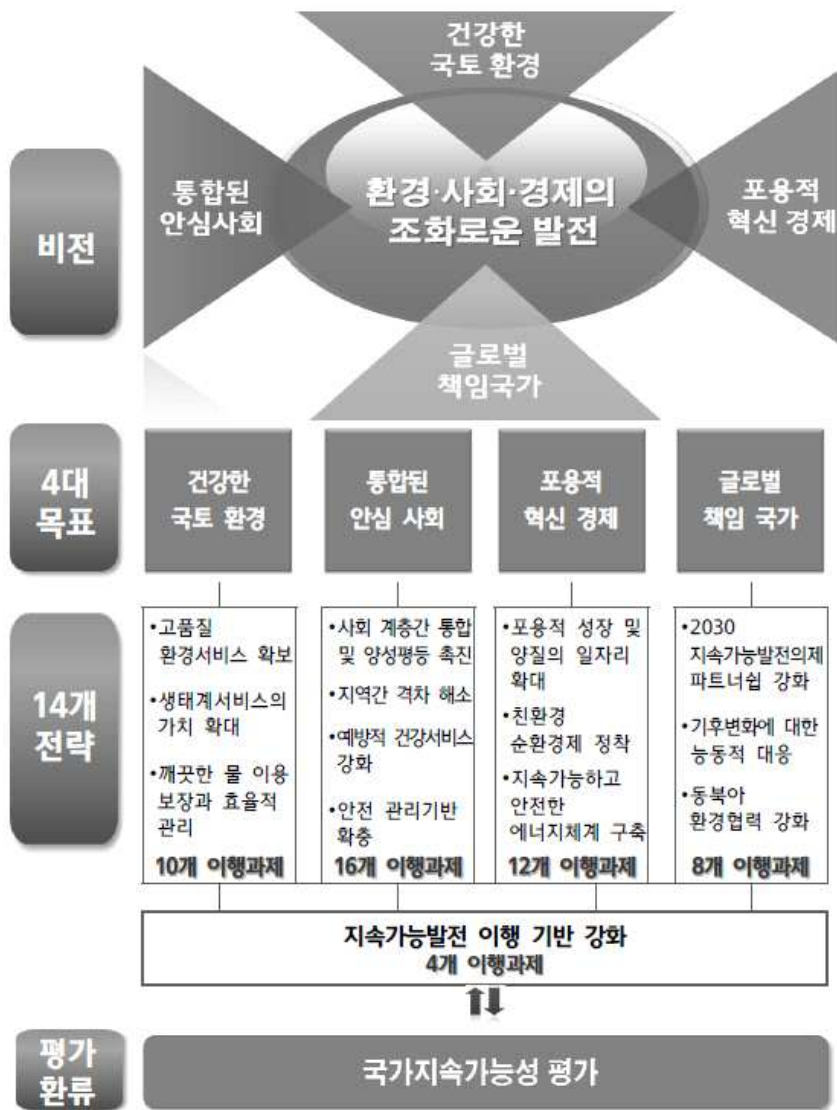 건강한
국토 환경
통합된
안심사회
환경·사회·경제의
조화로운 발전
포용적
혁신 경제
비전
글로벌
책임국가
4대
목표
건강한
국토 환경
통합된
안심 사회
포용적
혁신 경제
글로벌
책임 국가
14개
전략
•고품질
환경서비스 확보
•생태계서비스의
가치 확대
•깨끗한 물 이용
보장과 효율적
관리
10개 이행과제
•사회 계층간 통합
및 양성평등 촉진
•지역간 격차 해소
•예방적 건강서비스
강화
•안전 관리기반
확충
16개 이행과제
•포용적 성장 및
양질의 일자리
확대
•친환경
순환경제 정착
•지속가능하고
안전한
에너지체계 구축
12개 이행과제
•2030
지속가능발전의제
파트너쉽 강화
•기후변화에 대한
능동적 대응
•동북아
환경협력 강화
8개 이행과제
지속가능발전 이행 기반 강화
4개 이행과제
평가
환류
국가지속가능성 평가